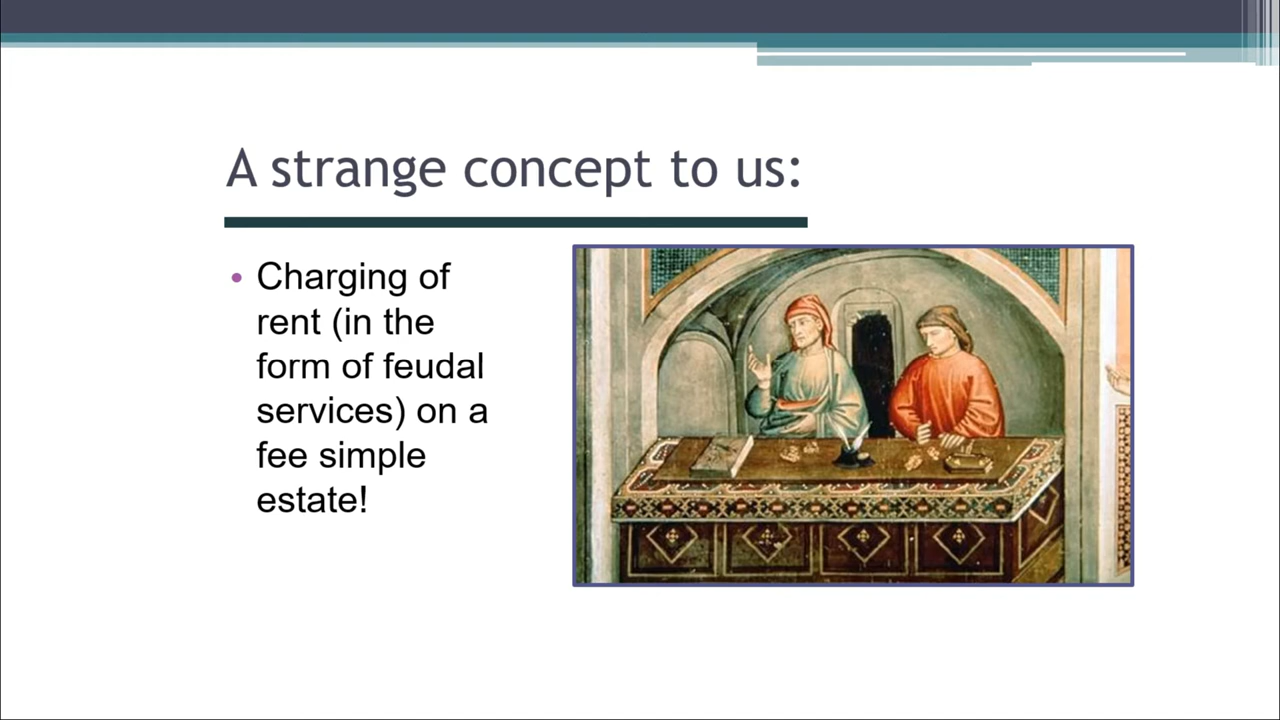 A strange concept to us:
• Charging of
rent (in the
form of feudal
services) on a
fee simple
estate!